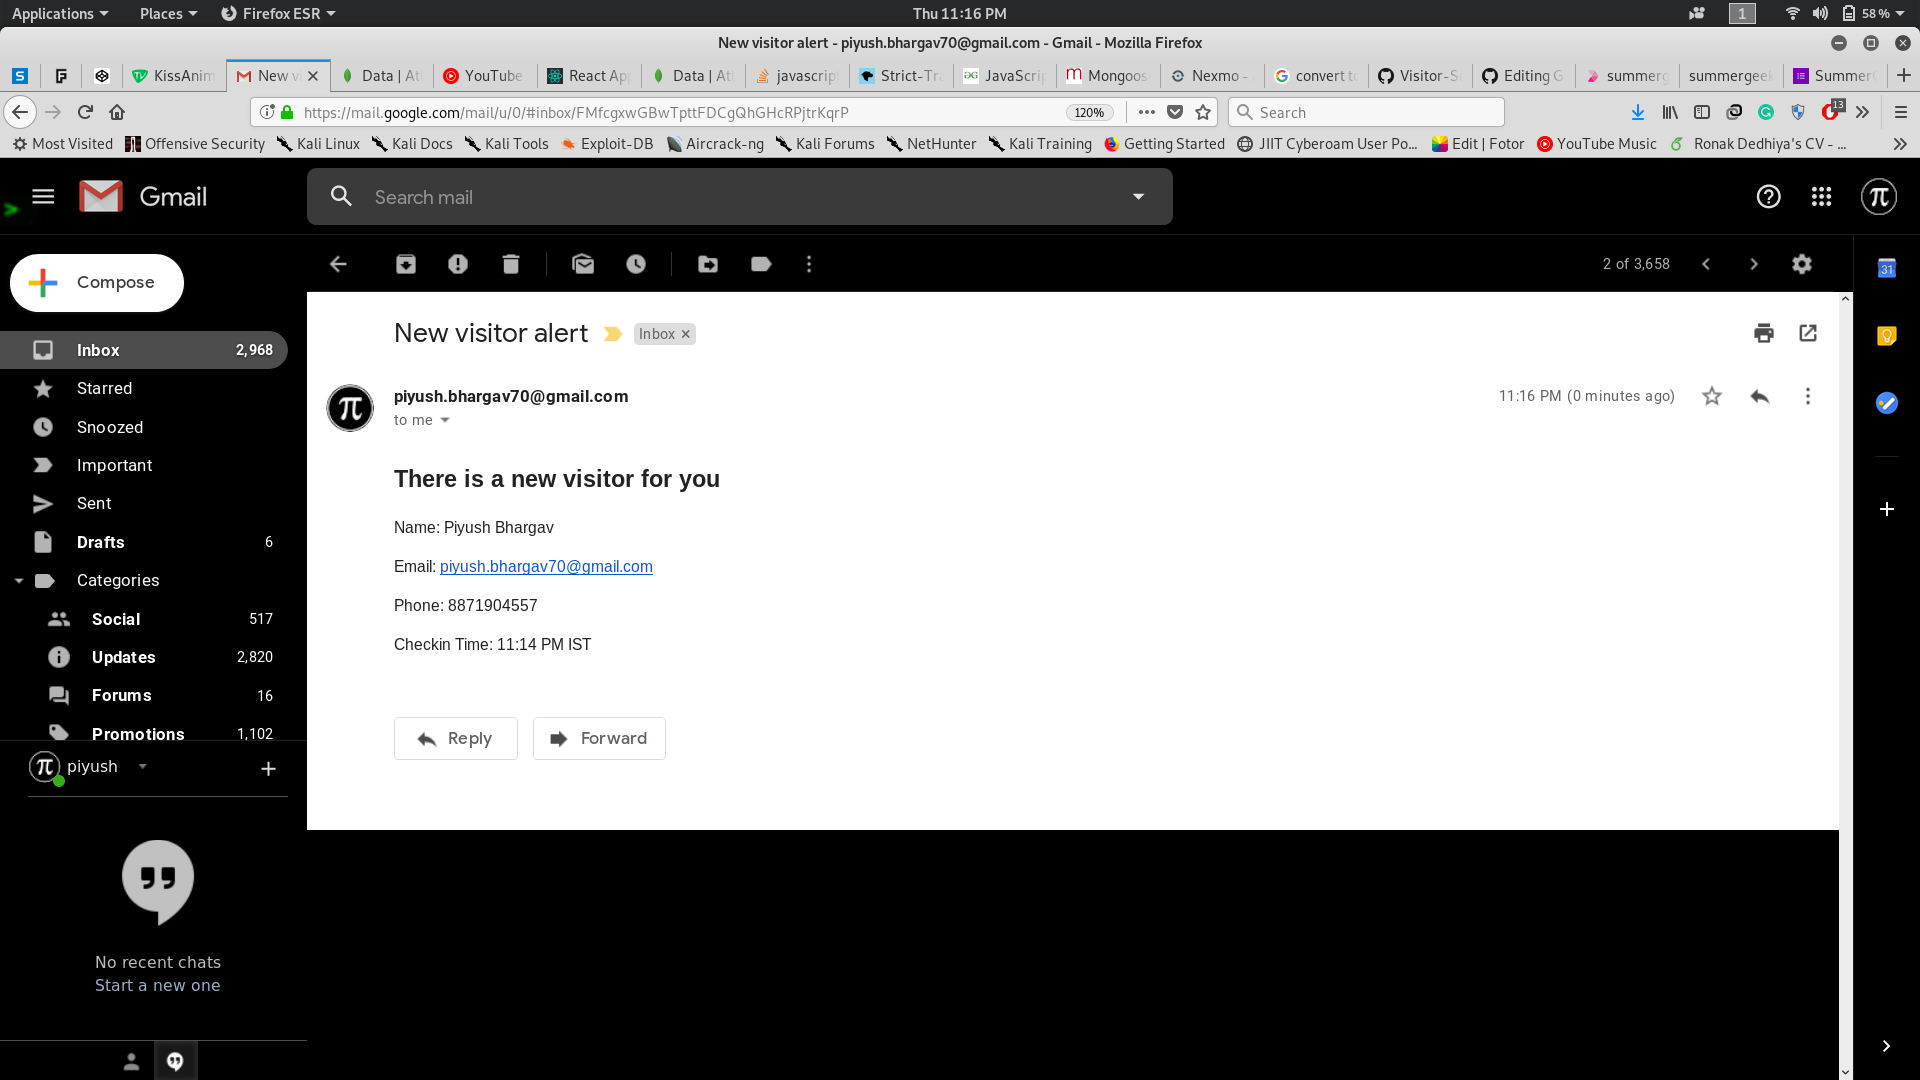 Applications Places Firefox ESR Thu 11:16 PM 1 58 %
New visitor alert - piyush.bhargav70@gmail.com - Gmail - Mozilla Firefox
KissAnim New v Data | Atl YouTube React App Data | Atl javascrip Strict-Tra JavaScrip Mongoos Nexmo - convert to Visitor-S Editing G summerg summergeek Summer
https://mail.google.com/mail/u/0/#inbox/FMfcgxwGBwTpttFDCgQhGHcRPjtrKqrP 120% Search 13
Most Visited Offensive Security Kali Linux Kali Docs Kali Tools Exploit-DB Aircrack-ng Kali Forums NetHunter Kali Training Getting Started JIIT Cyberoam User Po... Edit | Fotor YouTube Music Ronak Dedhiya's CV - ...
Gmail Search mail
Compose 2 of 3,658
31
New visitor alert Inbox
Inbox 2,968
Starred
piyush.bhargav70@gmail.com 11:16 PM (0 minutes ago)
to me
Snoozed
Important
There is a new visitor for you
Sent
Name: Piyush Bhargav
Drafts 6
Email: piyush.bhargav70@gmail.com
Categories
Phone: 8871904557
Social 517
Checkin Time: 11:14 PM IST
Updates 2,820
Forums 16
Promotions 1,102
Reply Forward
piyush
No recent chats
Start a new one